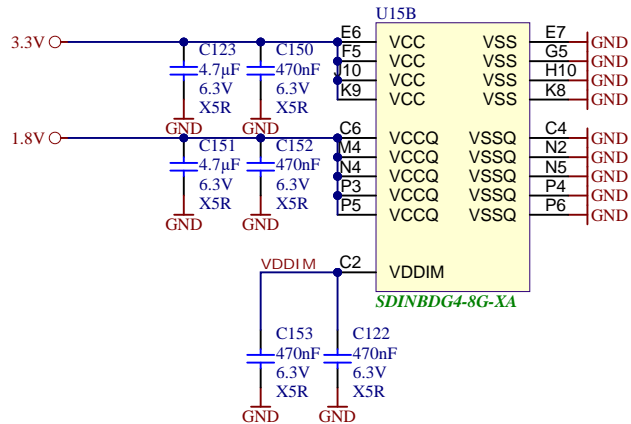 U15B
3.3V
E6 VCC VSS E7 GND
F5 VCC VSS G5 GND
J10 VCC VSS H10 GND
K9 VCC VSS K8 GND
C123 C150
4.7µF 470nF
6.3V 6.3V
X5R X5R
GND GND
1.8V
C6 VCCQ VSSQ C4 GND
M4 VCCQ VSSQ N2 GND
N4 VCCQ VSSQ N5 GND
P3 VCCQ VSSQ P4 GND
P5 VCCQ VSSQ P6 GND
C151 C152
4.7µF 470nF
6.3V 6.3V
X5R X5R
GND GND
VDDIM C2 VDDIM
SDINBDG4-8G-XA
C153 C122
470nF 470nF
6.3V 6.3V
X5R X5R
GND GND